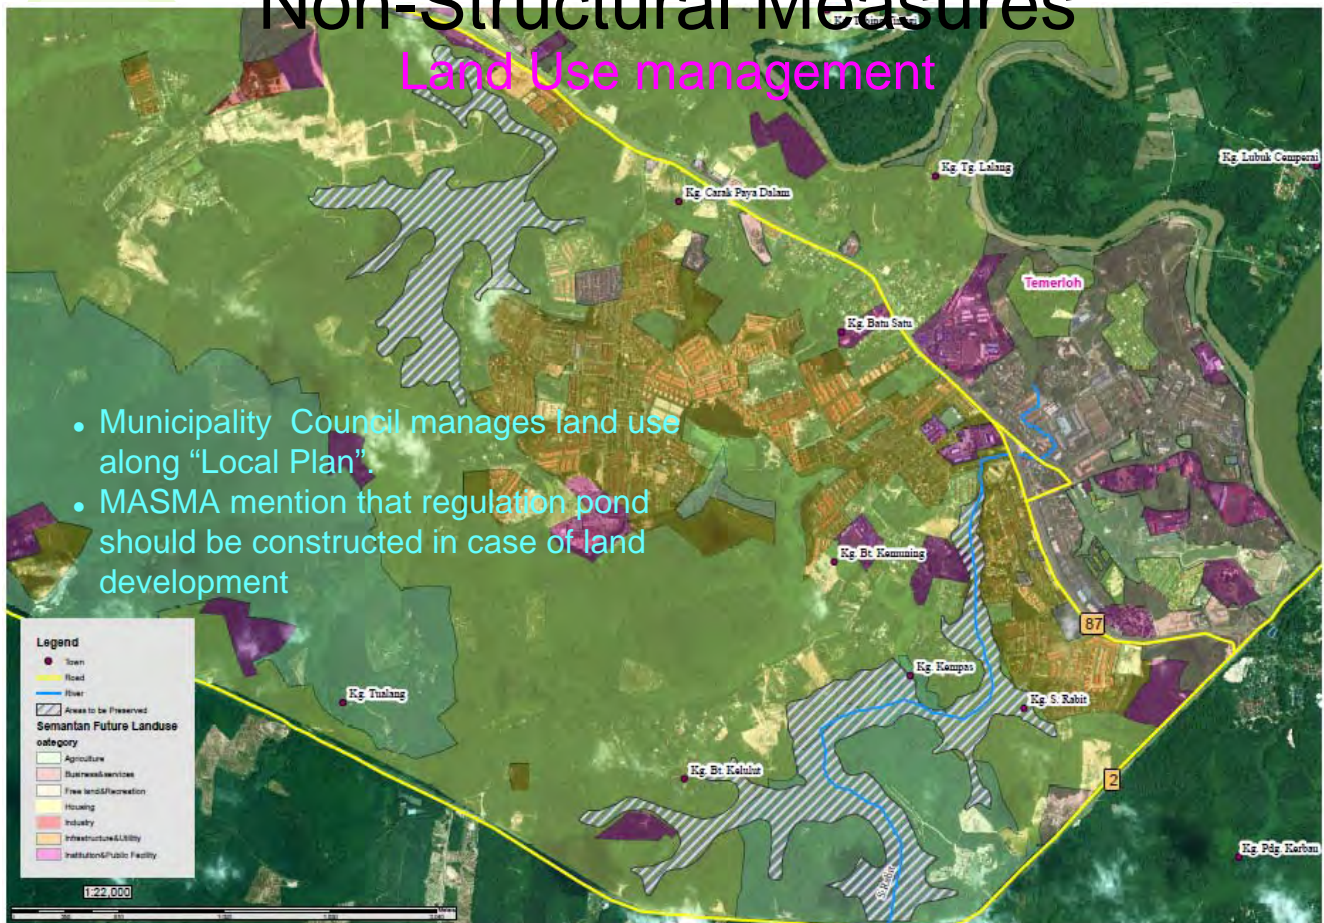 Non-Structural Measures
Land Use management
Kg. Tg. Lalang
Kg. Lubuk Cemperai
Kg. Carak Paya Dalam
Temerloh
Kg. Batu Satu
• Municipality Council manages land use
along “Local Plan”.
• MASMA mention that regulation pond
should be constructed in case of land
development
Kg. Bt. Kemuning
87
Legend
Town
Road
River
Areas to be Preserved
Semantan Future Landuse
category
Agriculture
Business&services
Free land&Recreation
Housing
Industry
Infrastructure&Utility
Institution&Public Facility
Kg. Tualang
Kg. Kempas
Kg. S. Rabit
Kg. Bt. Kelulut
2
Kg. Pdg. Kerbau
S.Rabit
1:22,000